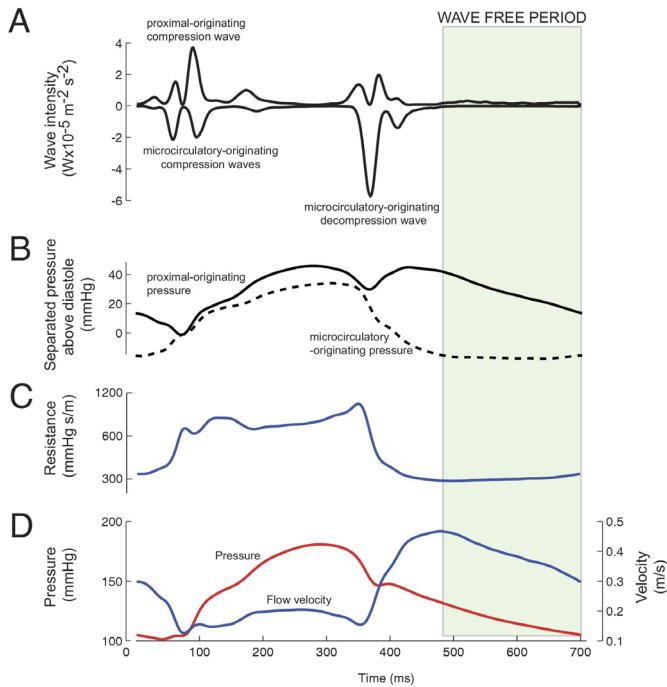 A
WAVE FREE PERIOD
proximal-originating
compression wave
4
2
0
-2
-4
-6
Wave intensity
(Wx10-5 m-2 s-2)
microcirculatory-originating
compression waves
microcirculatory-originating
decompression wave
B
Separated pressure
above diastole
(mmHg)
40
20
0
proximal-originating
pressure
microcirculatory
-originating pressure
C
Resistance
(mmHg s/m)
1200
600
300
D
Pressure
(mmHg)
200
150
100
Pressure
Flow velocity
0.5
0.4
0.3
0.2
0.1
Velocity
(m/s)
0 100 200 300 400 500 600 700
Time (ms)